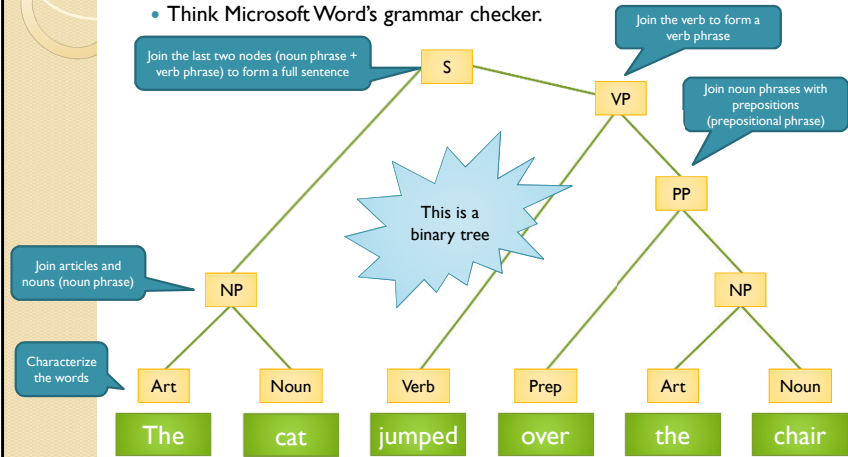 • Think Microsoft Word's grammar checker.
Join the verb to form a
verb phrase
Join the last two nodes (noun phrase +
verb phrase) to form a full sentence
S
VP
Join noun phrases with
prepositions
(prepositional phrase)
PP
This is a
binary tree
Join articles and
nouns (noun phrase)
NP
NP
Characterize
the words
Art
Noun
Verb
Prep
Art
Noun
The
cat
jumped
over
the
chair